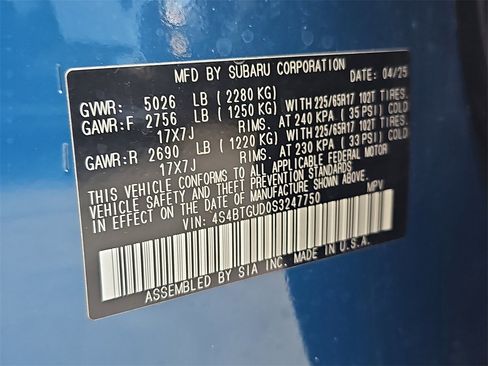 MFD BY SUBARU CORPORATION
DATE: 04/25
GVWR: 5026 LB (2280 KG)
GAWR:F 2756 LB (1250 KG) WITH 225/65R17 102T TIRES.
17X7J RIMS. AT 240 KPA (35 PSI) COLD
GAWR:R 2690 LB (1220 KG) WITH 225/65R17 102T TIRES.
17X7J RIMS. AT 230 KPA (33 PSI) COLD
THIS VEHICLE CONFORMS TO ALL APPLICABLE FEDERAL MOTOR
VEHICLE SAFETY AND THEFT PREVENTION STANDARDS
IN EFFECT ON THE DATE OF MANUFACTURE SHOWN ABOVE.
VIN: 4S4BTGUD0S3247750 MPV
ASSEMBLED BY SIA INC. MADE IN U.S.A.